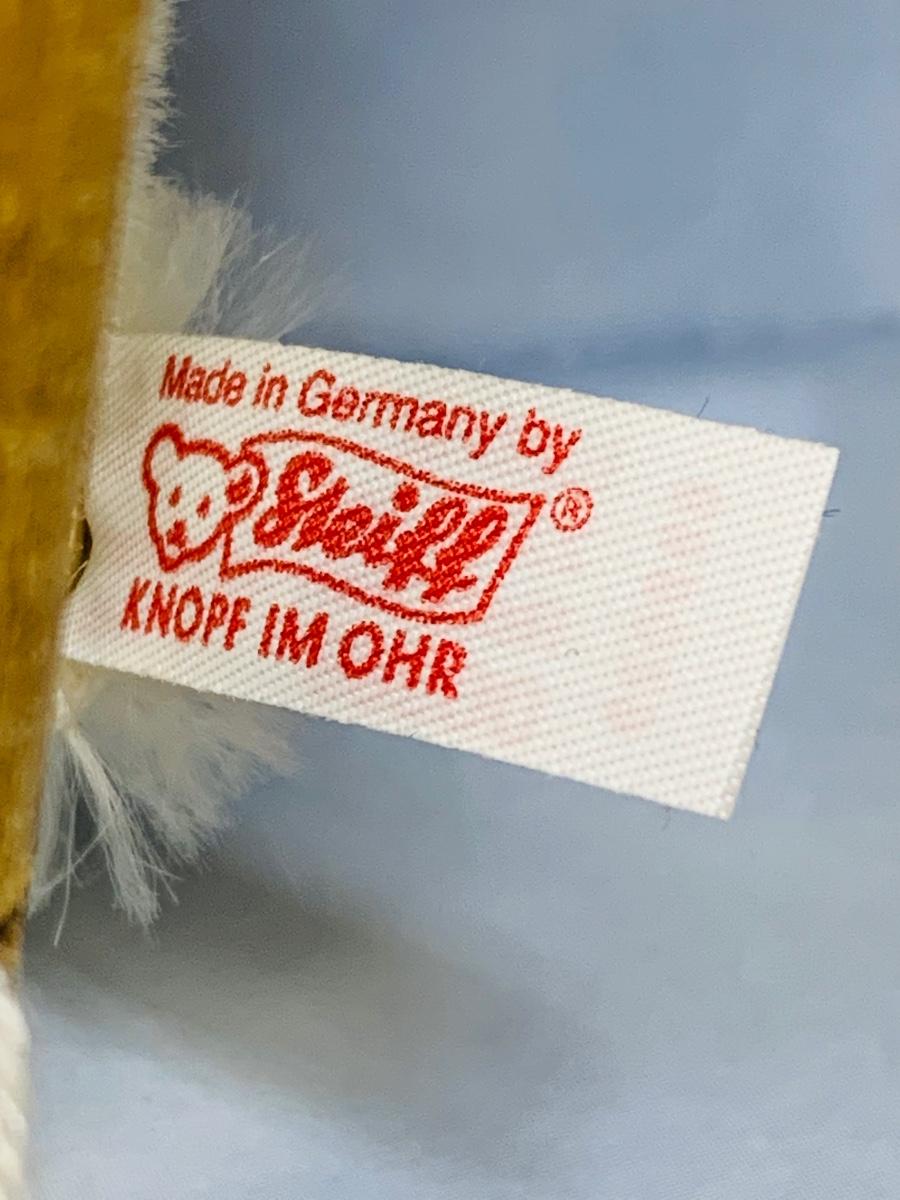 Made in Germany by
Steiff®
KNOPF IM OHR